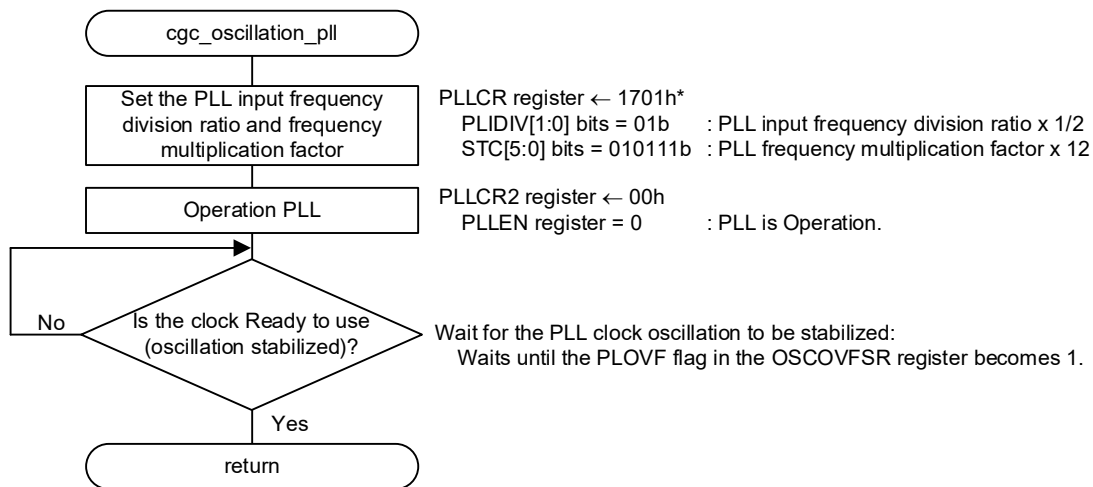 cgc_oscillation_pll
Set the PLL input frequency
division ratio and frequency
multiplication factor
PLLCR register ← 1701h*
PLIDIV[1:0] bits = 01b : PLL input frequency division ratio x 1/2
STC[5:0] bits = 010111b : PLL frequency multiplication factor x 12
Operation PLL
PLLCR2 register ← 00h
PLLEN register = 0 : PLL is Operation.
No
Is the clock Ready to use
(oscillation stabilized)?
Wait for the PLL clock oscillation to be stabilized:
Waits until the PLOVF flag in the OSCOVFSR register becomes 1.
Yes
return